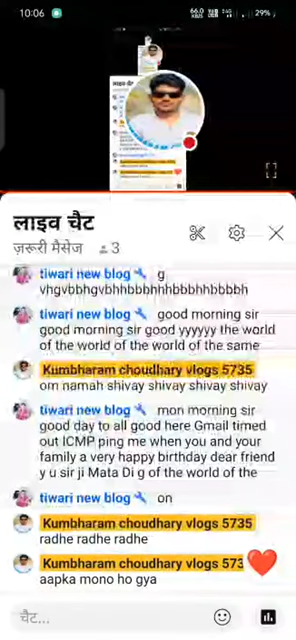 10:06
66.0 KB/S
29%
लाइव चैट
ज़रूरी मैसेज 3
tiwari new blog g
vhgvbbhgvbhhbbbhhhbbbhhbbbbh
tiwari new blog good morning sir
good morning sir good yyyyyy the world
of the world of the world of the same
Kumbharam choudhary vlogs 5735
om namah shivay shivay shivay shivay
tiwari new blog mon morning sir
good day to all good here Gmail timed
out ICMP ping me when you and your
family a very happy birthday dear friend
y u sir ji Mata Di g of the world of the
tiwari new blog on
Kumbharam choudhary vlogs 5735
radhe radhe radhe
Kumbharam choudhary vlogs 573
aapka mono ho gya
चैट...